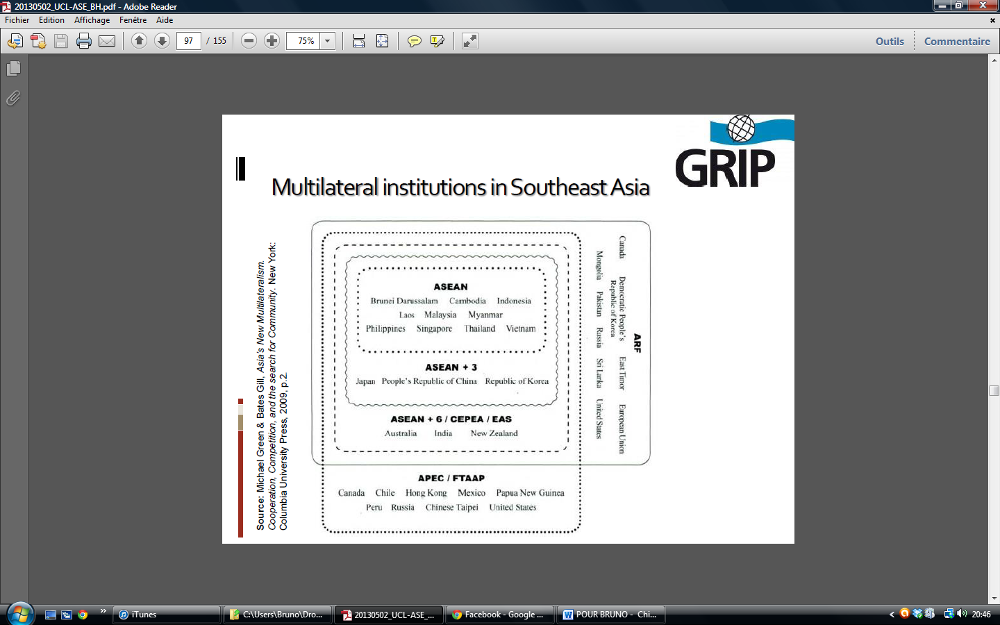 20130502_UCL-ASE_BH.pdf - Adobe Reader
Fichier Edition Affichage Fenêtre Aide
97 / 155 75% Outils Commentaire
GRIP
Multilateral institutions in Southeast Asia
Source: Michael Green & Bates Gill, Asia's New Multilateralism.
Cooperation, Competition, and the search for Community. New York:
Columbia University Press, 2009, p.2.
ASEAN
Brunei Darussalam Cambodia Indonesia
Laos Malaysia Myanmar
Philippines Singapore Thailand Vietnam
ASEAN + 3
Japan People's Republic of China Republic of Korea
ASEAN + 6 / CEPEA / EAS
Australia India New Zealand
APEC / FTAAP
Canada Chile Hong Kong Mexico Papua New Guinea
Peru Russia Chinese Taipei United States
ARF
Canada Democratic People's East Timor European Union
Republic of Korea
Mongolia Pakistan Russia Sri Lanka United States
iTunes C:\Users\Bruno\Dro... 20130502_UCL-ASE_... Facebook - Google ... POUR BRUNO - Chi... 20:46